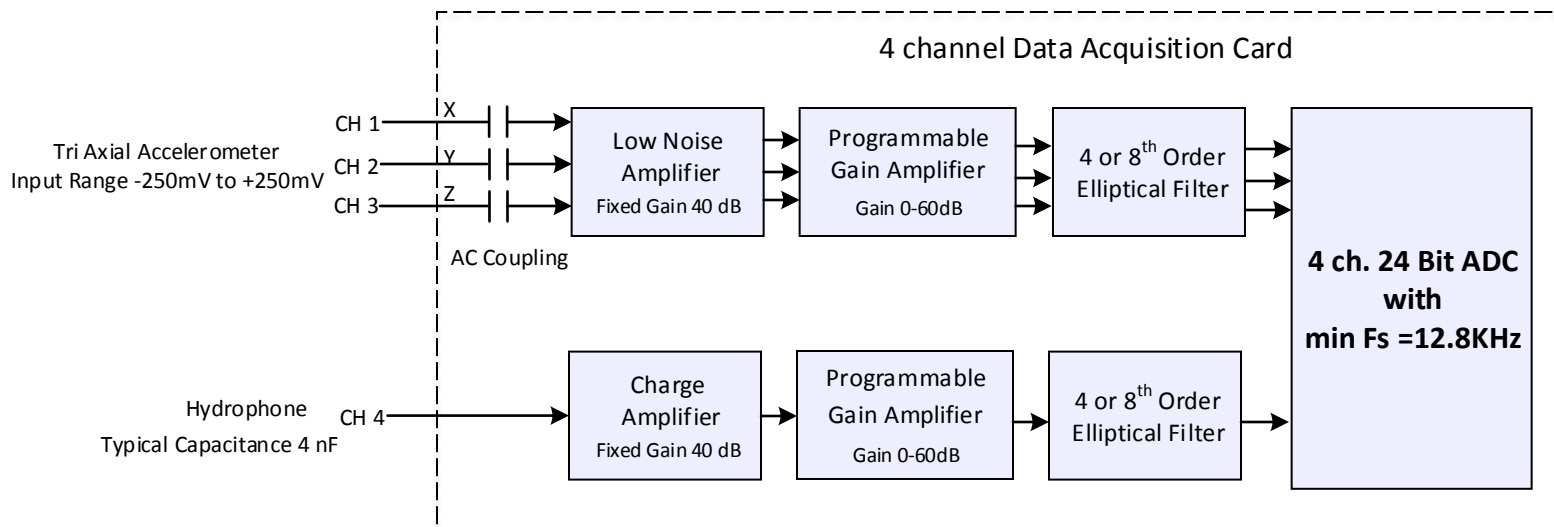 4 channel Data Acquisition Card
Tri Axial Accelerometer
Input Range -250mV to +250mV
CH 1
CH 2
CH 3
X
Y
Z
AC Coupling
Low Noise
Amplifier
Fixed Gain 40 dB
Programmable
Gain Amplifier
Gain 0-60dB
4 or 8th Order
Elliptical Filter
4 ch. 24 Bit ADC
with
min Fs =12.8KHz
Hydrophone
Typical Capacitance 4 nF
CH 4
Charge
Amplifier
Fixed Gain 40 dB
Programmable
Gain Amplifier
Gain 0-60dB
4 or 8th Order
Elliptical Filter